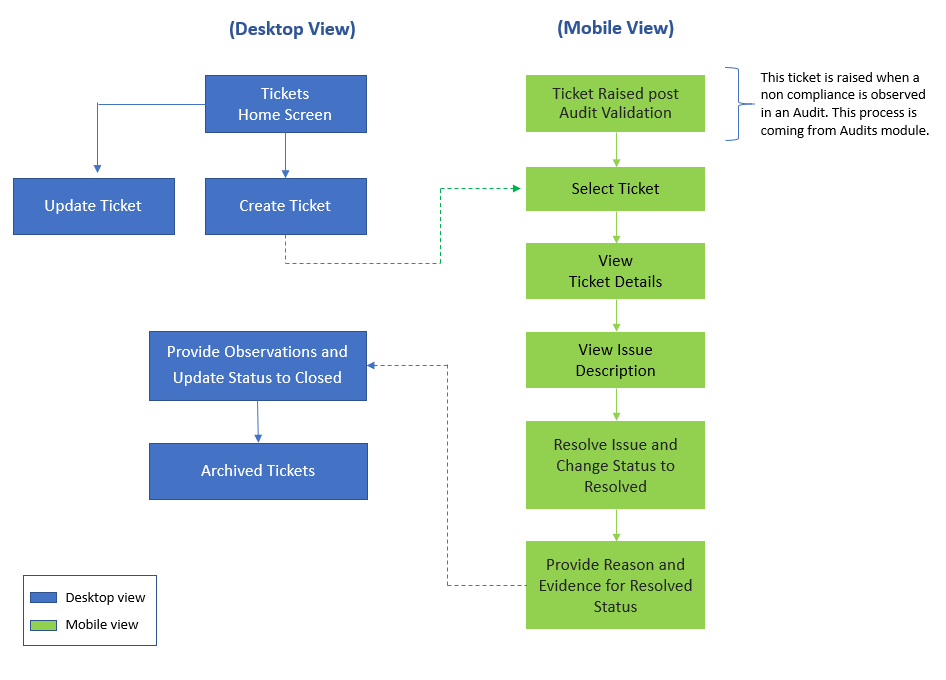 (Desktop View)
(Mobile View)
Tickets
Home Screen
Update Ticket
Create Ticket
Ticket Raised post
Audit Validation
This ticket is raised when a
non compliance is observed
in an Audit. This process is
coming from Audits module.
Select Ticket
View
Ticket Details
View Issue
Description
Resolve Issue and
Change Status to
Resolved
Provide Reason and
Evidence for Resolved
Status
Provide Observations and
Update Status to Closed
Archived Tickets
Desktop view
Mobile view